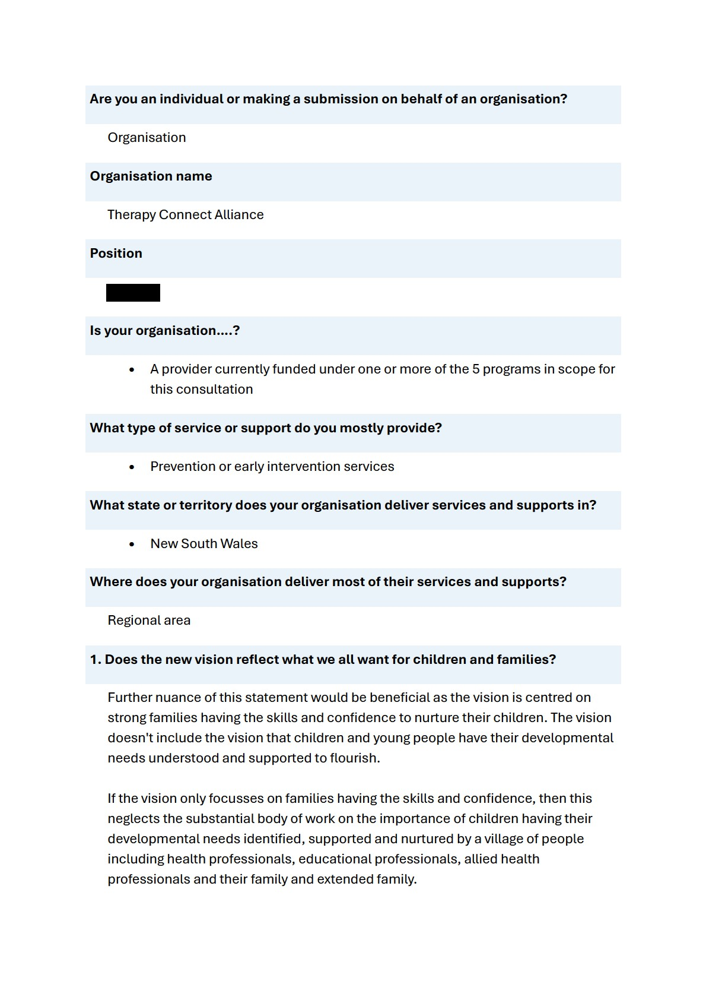 Are you an individual or making a submission on behalf of an organisation?
Organisation
Organisation name
Therapy Connect Alliance
Position
Is your organisation....?
• A provider currently funded under one or more of the 5 programs in scope for
this consultation
What type of service or support do you mostly provide?
• Prevention or early intervention services
What state or territory does your organisation deliver services and supports in?
• New South Wales
Where does your organisation deliver most of their services and supports?
Regional area
1. Does the new vision reflect what we all want for children and families?
Further nuance of this statement would be beneficial as the vision is centred on
strong families having the skills and confidence to nurture their children. The vision
doesn't include the vision that children and young people have their developmental
needs understood and supported to flourish.
If the vision only focusses on families having the skills and confidence, then this
neglects the substantial body of work on the importance of children having their
developmental needs identified, supported and nurtured by a village of people
including health professionals, educational professionals, allied health
professionals and their family and extended family.